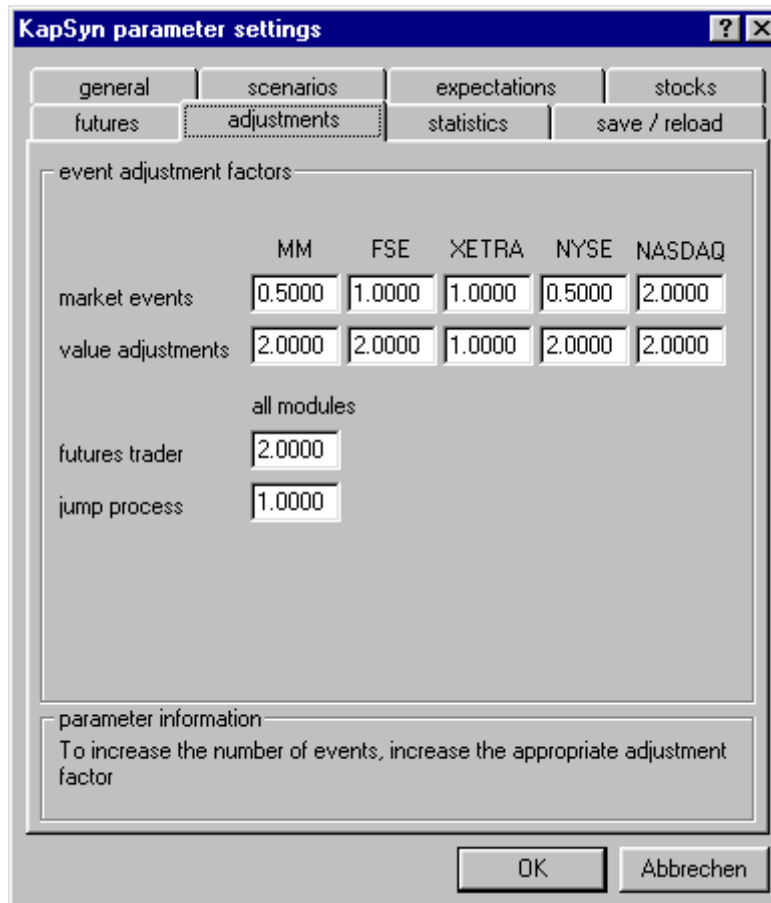 KapSyn parameter settings
general scenarios expectations stocks
futures adjustments statistics save / reload
event adjustment factors
MM FSE XETRA NYSE NASDAQ
market events 0.5000 1.0000 1.0000 0.5000 2.0000
value adjustments 2.0000 2.0000 1.0000 2.0000 2.0000
all modules
futures trader 2.0000
jump process 1.0000
parameter information
To increase the number of events, increase the appropriate adjustment
factor
OK Abbrechen